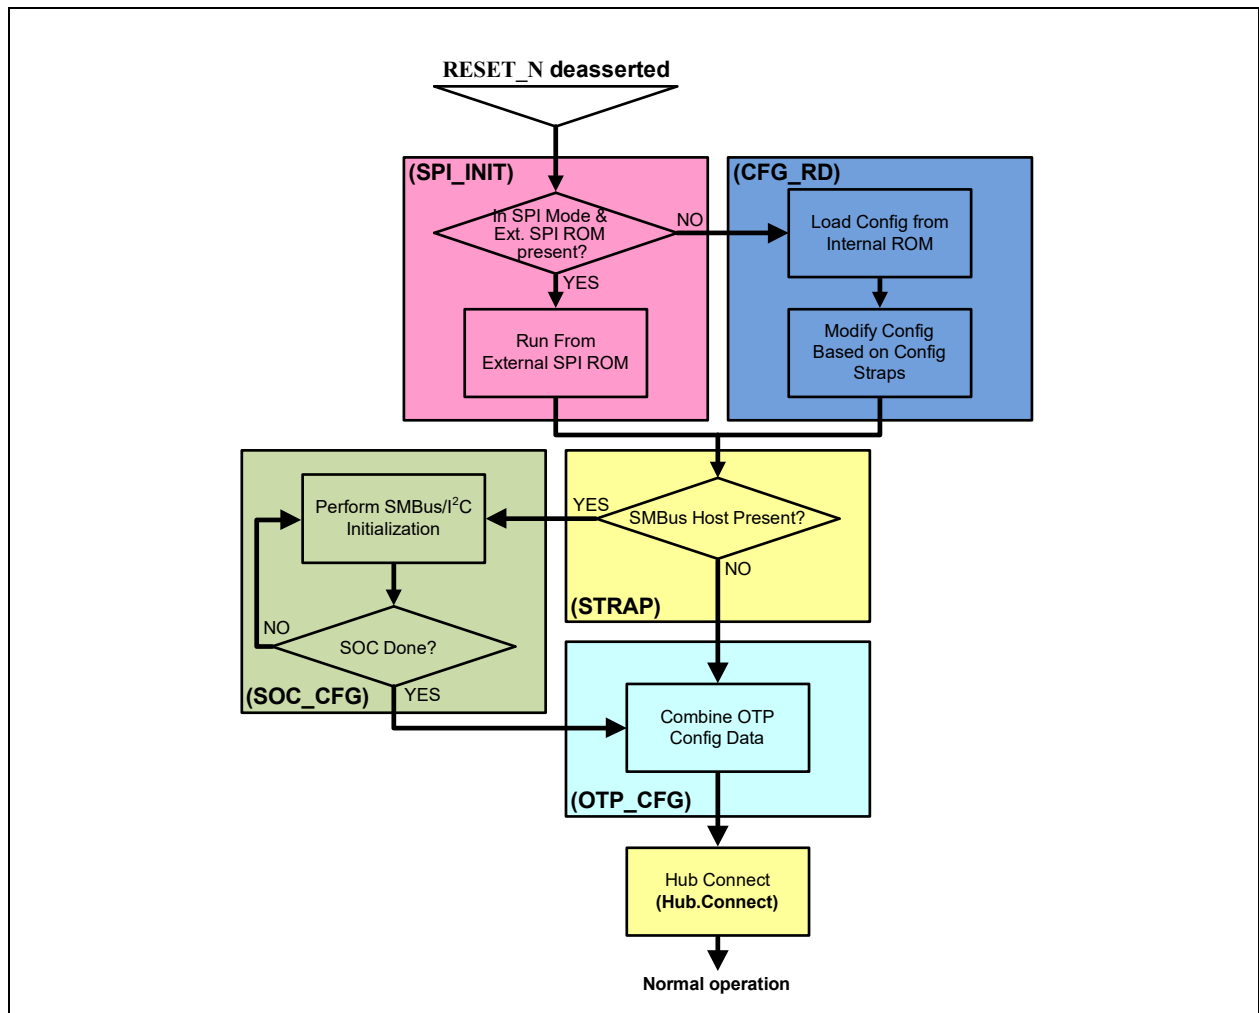 RESET_N deasserted
(SPI_INIT)
In SPI Mode &
Ext. SPI ROM
present?
NO
YES
Run From
External SPI ROM
(CFG_RD)
Load Config from
Internal ROM
Modify Config
Based on Config
Straps
SMBus Host Present?
YES
NO
(STRAP)
Perform SMBus/I²C
Initialization
SOC Done?
NO
YES
(SOC_CFG)
Combine OTP
Config Data
(OTP_CFG)
Hub Connect
(Hub.Connect)
Normal operation